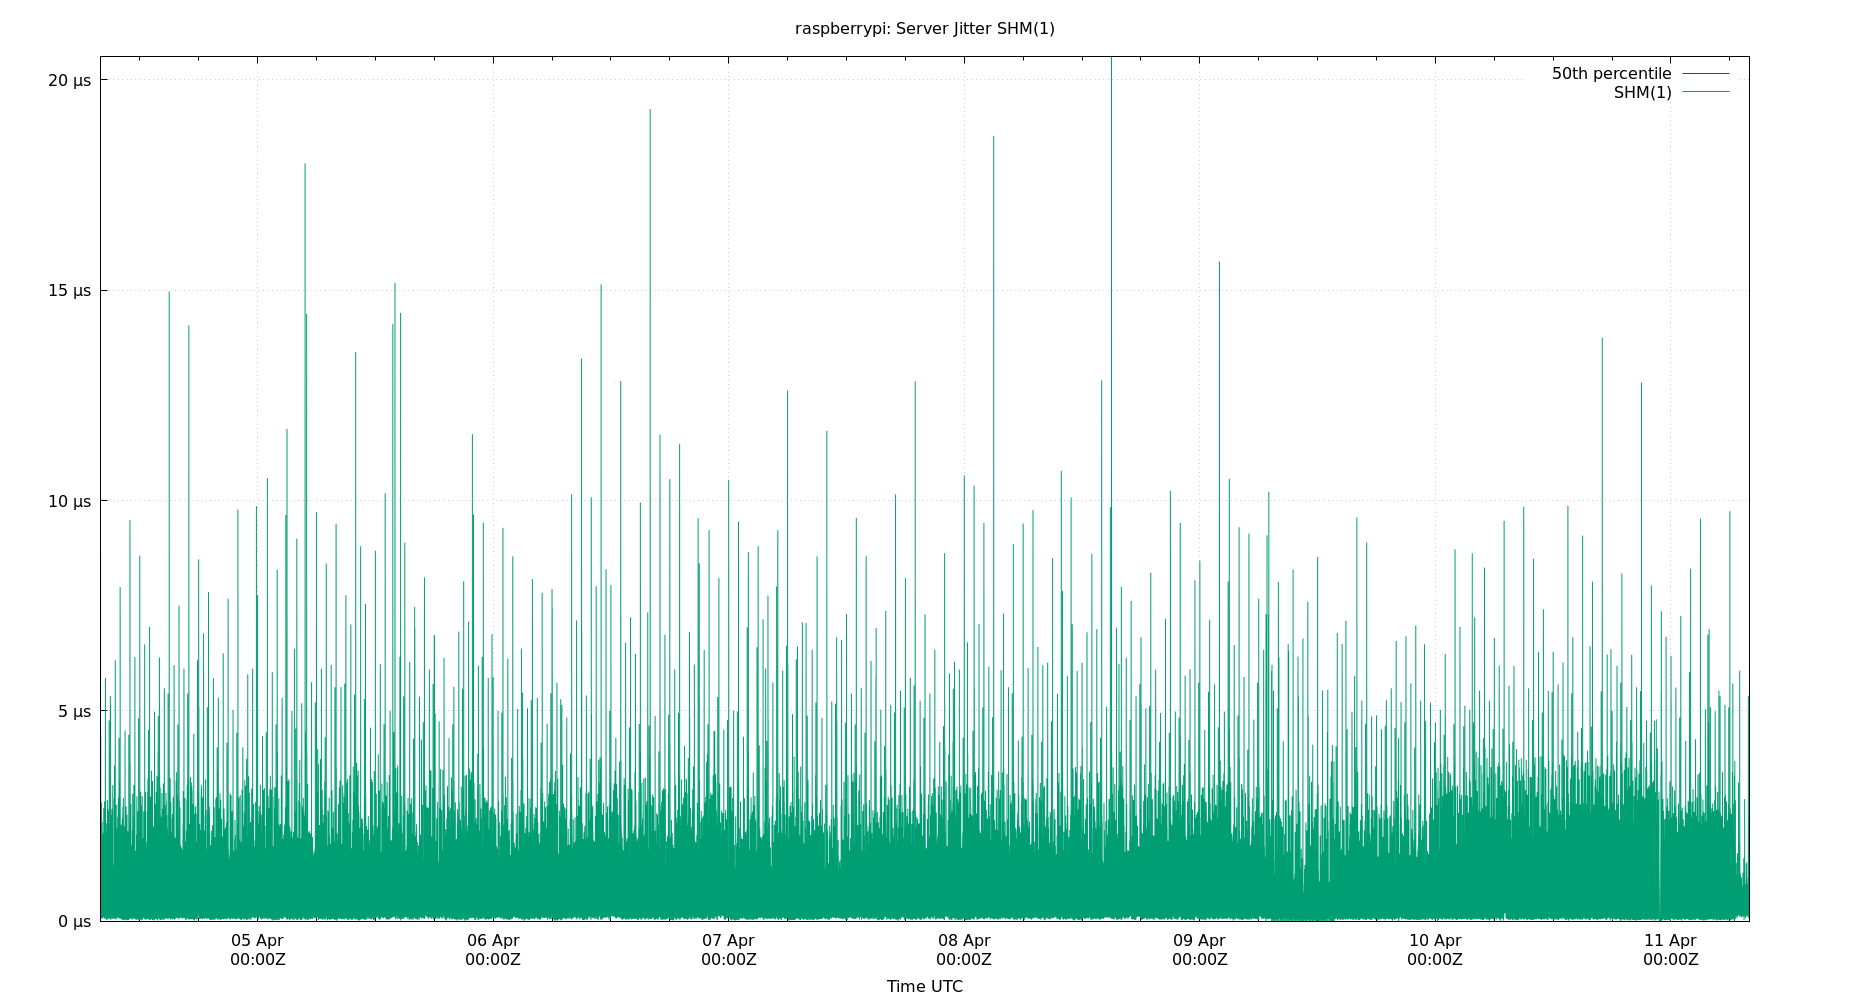 raspberrypi: Server Jitter SHM(1)
20 µs
15 µs
10 µs
5 µs
0 µs
50th percentile
SHM(1)
05 Apr 06 Apr 07 Apr 08 Apr 09 Apr 10 Apr 11 Apr
00:00Z 00:00Z 00:00Z 00:00Z 00:00Z 00:00Z 00:00Z
Time UTC